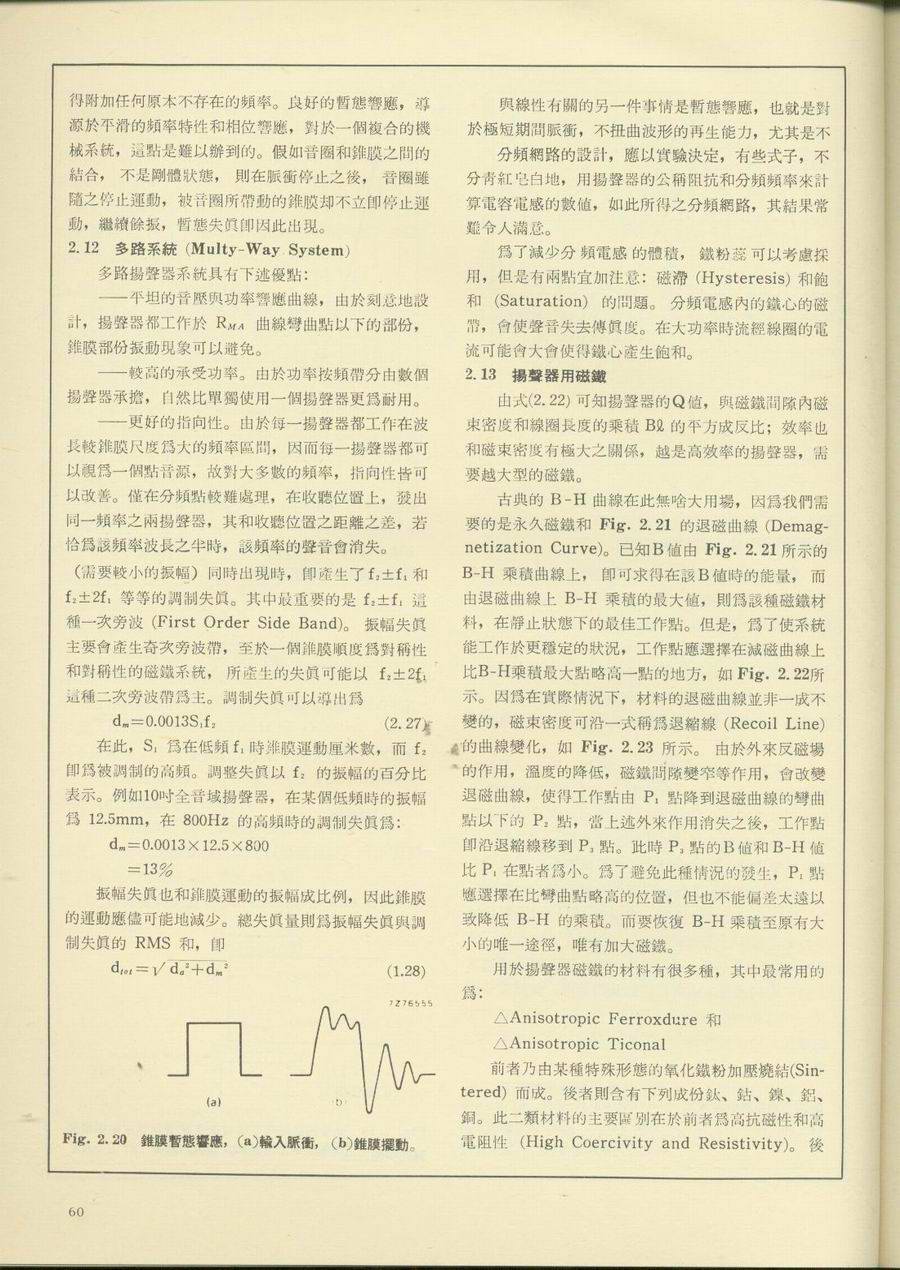 得附加任何原本不存在的頻率。良好的暫態響應，導
源於平滑的頻率特性和相位響應，對於一個複合的機
械系統，這點是難以辦到的。假如音圈和錐膜之間的
結合， 不是剛體狀態， 則在脈衝停止之後， 音圈雖
隨之停止運動，被音圈所帶動的錐膜却不立卽停止運
動，繼續餘振，暫態失眞卽因此出現。
2.12 多路系統 (Multy-Way System)
多路揚聲器系統具有下述優點：
——平坦的音壓與功率響應曲線，由於刻意地設
計，揚聲器都工作於 RMA 曲線彎曲點以下的部份，
錐膜部份振動現象可以避免。
——較高的承受功率。由於功率按頻帶分由數個
揚聲器承擔，自然比單獨使用一個揚聲器更爲耐用。
——更好的指向性。由於每一揚聲器都工作在波
長較錐膜尺度爲大的頻率區間，因而每一揚聲器都可
以視爲一個點音源，故對大多數的頻率，指向性皆可
以改善。僅在分頻點較難處理，在收聽位置上，發出
同一頻率之兩揚聲器，其和收聽位置之距離之差，若
恰爲該頻率波長之半時，該頻率的聲音會消失。
（需要較小的振幅）同時出現時，卽產生了f₂±f₁ 和
f₂±2f₁ 等等的調制失眞。其中最重要的是 f₂±f₁ 這
種一次旁波 (First Order Side Band)。 振幅失眞
主要會產生奇次旁波帶，至於一個錐膜順度爲對稱性
和對稱性的磁鐵系統， 所產生的失眞可能以 f₂±2f₁
這種二次旁波帶爲主。調制失眞可以導出爲
dₘ＝0.0013S₁f₂ (2.27)
在此，S₁ 爲在低頻 f₁ 時錐膜運動厘米數，而 f₂
卽爲被調制的高頻。調整失眞以 f₂ 的振幅的百分比
表示。例如10吋全音域揚聲器，在某個低頻時的振幅
爲 12.5mm，在 800Hz 的高頻時的調制失眞爲：
dₘ＝0.0013×12.5×800
＝13%
振幅失眞也和錐膜運動的振幅成比例，因此錐膜
的運動應儘可能地減少。總失眞量則爲振幅失眞與調
制失眞的 RMS 和，卽
dtot＝√ dₐ²＋dₘ² (1.28)
7Z76555
(a)
b
Fig. 2.20 錐膜暫態響應，(a)輸入脈衝， (b)錐膜擺動。
與線性有關的另一件事情是暫態響應，也就是對
於極短期間脈衝，不扭曲波形的再生能力，尤其是不
分頻網路的設計，應以實驗決定，有些式子，不
分靑紅皂白地，用揚聲器的公稱阻抗和分頻頻率來計
算電容電感的數値，如此所得之分頻網路，其結果常
難令人滿意。
爲了減少分 頻電感 的體積， 鐵粉蕊 可以考慮採
用，但是有兩點宜加注意：磁滯 (Hysteresis) 和飽
和 (Saturation) 的問題。 分頻電感內的鐵心的磁
滯，會使聲音失去傳眞度。在大功率時流經線圈的電
流可能會大會使得鐵心產生飽和。
2.13 揚聲器用磁鐵
由式(2.22) 可知揚聲器的Q値，與磁鐵間隙內磁
束密度和線圈長度的乘積 Bℓ 的平方成反比；效率也
和磁束密度有極大之關係，越是高效率的揚聲器，需
要越大型的磁鐵。
古典的 B-H 曲線在此無啥大用場，因爲我們需
要的是永久磁鐵和 Fig. 2.21 的退磁曲線 (Demag-
netization Curve)。已知B値由 Fig. 2.21所示的
B-H 乘積曲線上， 卽可求得在該B値時的能量， 而
由退磁曲線上 B-H 乘積的最大値，則爲該種磁鐵材
料，在靜止狀態下的最佳工作點。但是，爲了使系統
能工作於更穩定的狀況，工作點應選擇在減磁曲線上
比B-H乘積最大點略高一點的地方，如 Fig. 2.22所
示。因爲在實際情況下，材料的退磁曲線並非一成不
變的，磁束密度可沿一式稱爲退縮線 (Recoil Line)
的曲線變化，如 Fig. 2.23 所示。 由於外來反磁場
的作用，溫度的降低，磁鐵間隙變窄等作用，會改變
退磁曲線，使得工作點由 P₁ 點降到退磁曲線的彎曲
點以下的 P₂ 點，當上述外來作用消失之後，工作點
卽沿退縮線移到 P₃ 點。此時 P₃ 點的B値和B-H 値
比 P₁ 在點者爲小。爲了避免此種情況的發生，P₁ 點
應選擇在比彎曲點略高的位置，但也不能偏差太遠以
致降低 B-H 的乘積。而要恢復 B-H 乘積至原有大
小的唯一途徑，唯有加大磁鐵。
用於揚聲器磁鐵的材料有很多種，其中最常用的
爲：
△Anisotropic Ferroxdure 和
△Anisotropic Ticonal
前者乃由某種特殊形態的氧化鐵粉加壓燒結(Sin-
tered) 而成。後者則含有下列成份鈦、鈷、鎳、鋁、
銅。此二類材料的主要區別在於前者爲高抗磁性和高
電阻性 (High Coercivity and Resistivity)。後
60